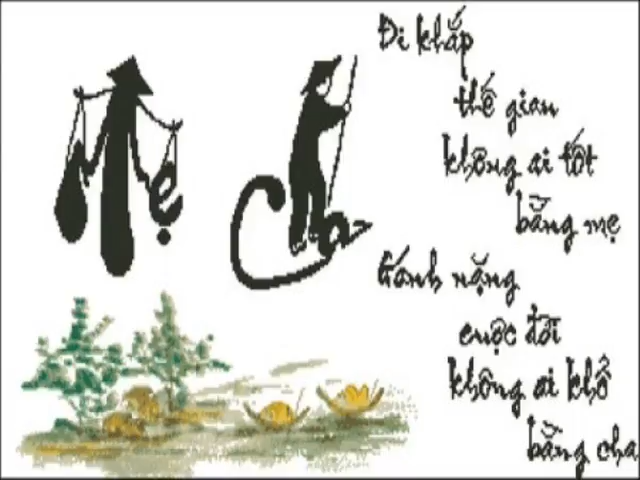 Mẹ Cha
Đi khắp
thế gian
không ai tốt
bằng mẹ
Gánh nặng
cuộc đời
không ai khổ
bằng cha